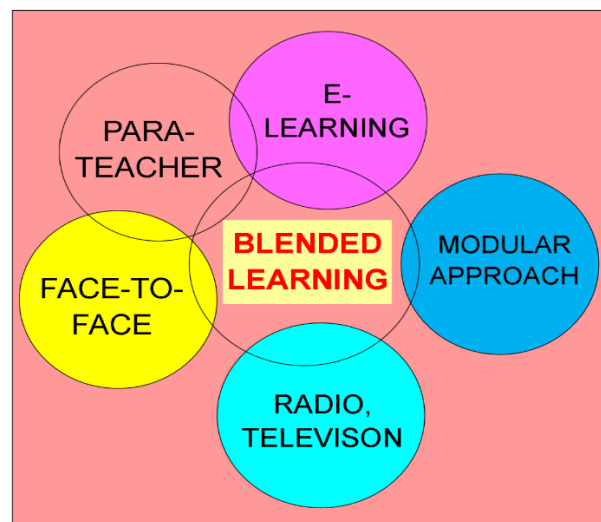 E-
LEARNING
PARA-
TEACHER
BLENDED
LEARNING
MODULAR
APPROACH
FACE-TO-
FACE
RADIO,
TELEVISON